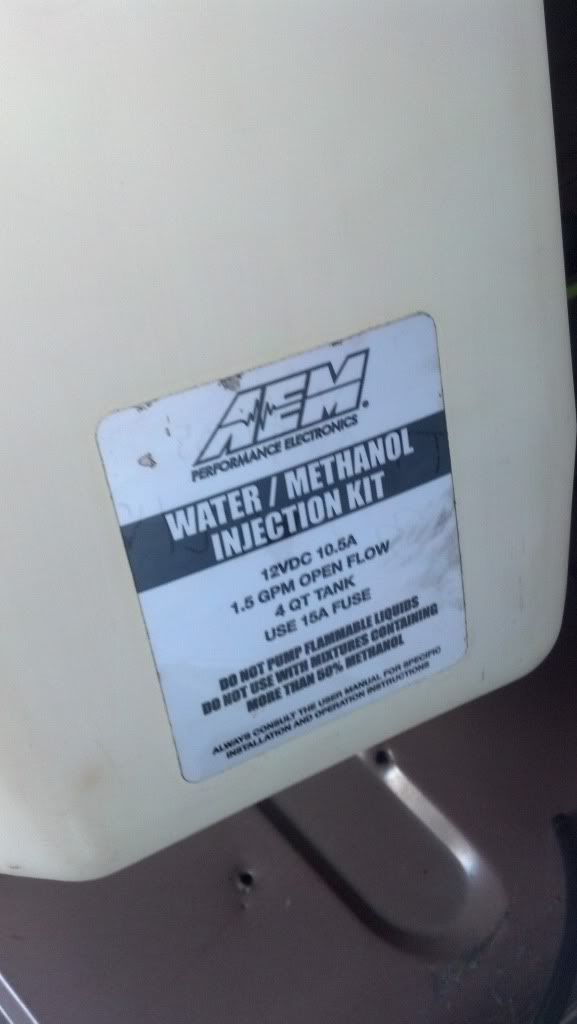 AEM
PERFORMANCE ELECTRONICS
WATER / METHANOL
INJECTION KIT
12VDC 10.5A
1.5 GPM OPEN FLOW
4 QT TANK
USE 15A FUSE
DO NOT PUMP FLAMMABLE LIQUIDS
DO NOT USE WITH MIXTURES CONTAINING
MORE THAN 50% METHANOL
ALWAYS CONSULT THE USER MANUAL FOR SPECIFIC
INSTALLATION AND OPERATION INSTRUCTIONS